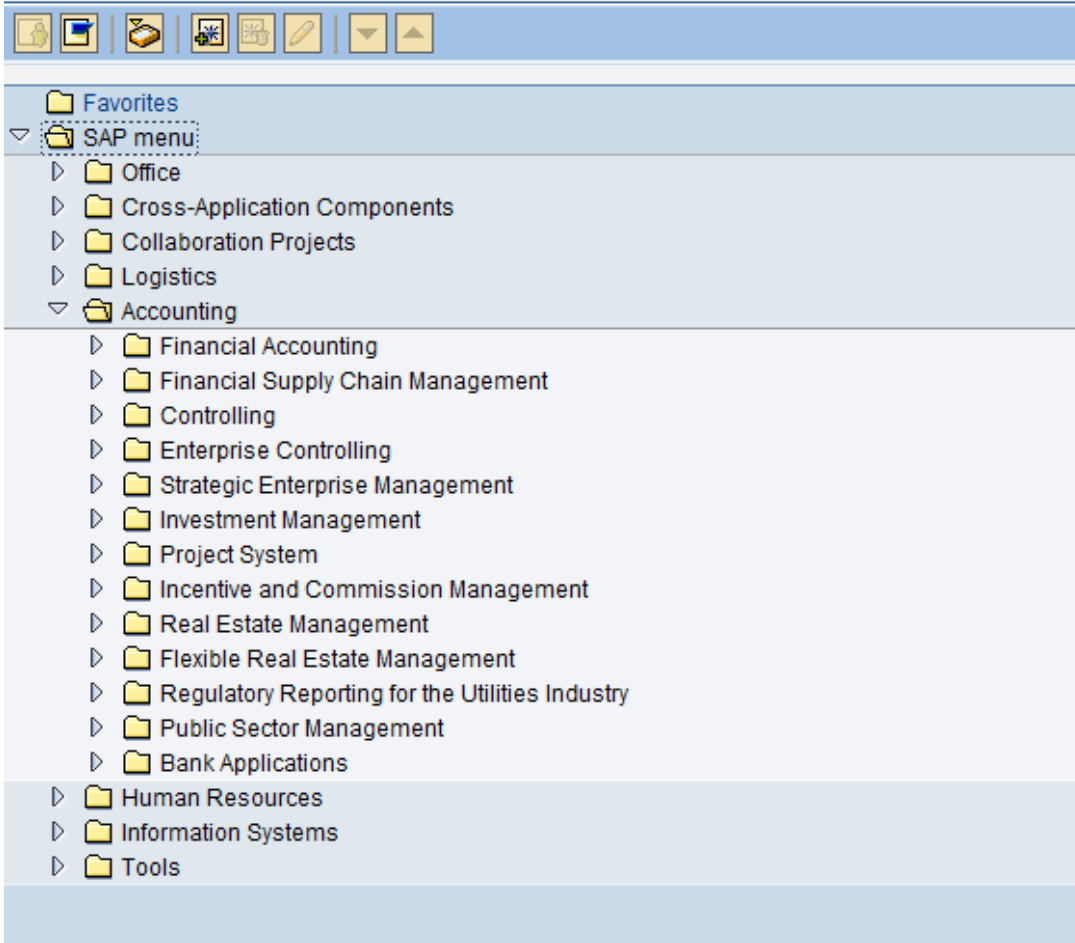 Favorites
SAP menu
Office
Cross-Application Components
Collaboration Projects
Logistics
Accounting
Financial Accounting
Financial Supply Chain Management
Controlling
Enterprise Controlling
Strategic Enterprise Management
Investment Management
Project System
Incentive and Commission Management
Real Estate Management
Flexible Real Estate Management
Regulatory Reporting for the Utilities Industry
Public Sector Management
Bank Applications
Human Resources
Information Systems
Tools